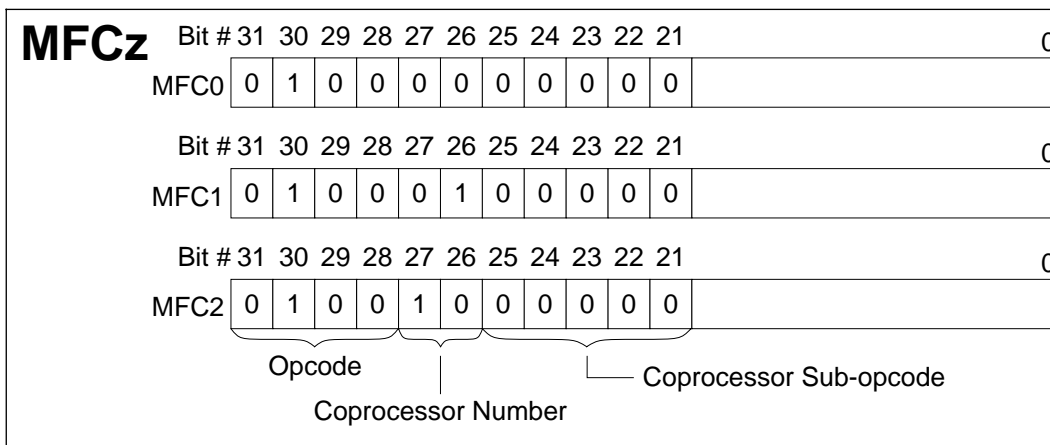 MFCz Bit # 31 30 29 28 27 26 25 24 23 22 21 0
MFC0 0 1 0 0 0 0 0 0 0 0 0
Bit # 31 30 29 28 27 26 25 24 23 22 21 0
MFC1 0 1 0 0 0 1 0 0 0 0 0
Bit # 31 30 29 28 27 26 25 24 23 22 21 0
MFC2 0 1 0 0 1 0 0 0 0 0 0
Opcode
Coprocessor Sub-opcode
Coprocessor Number